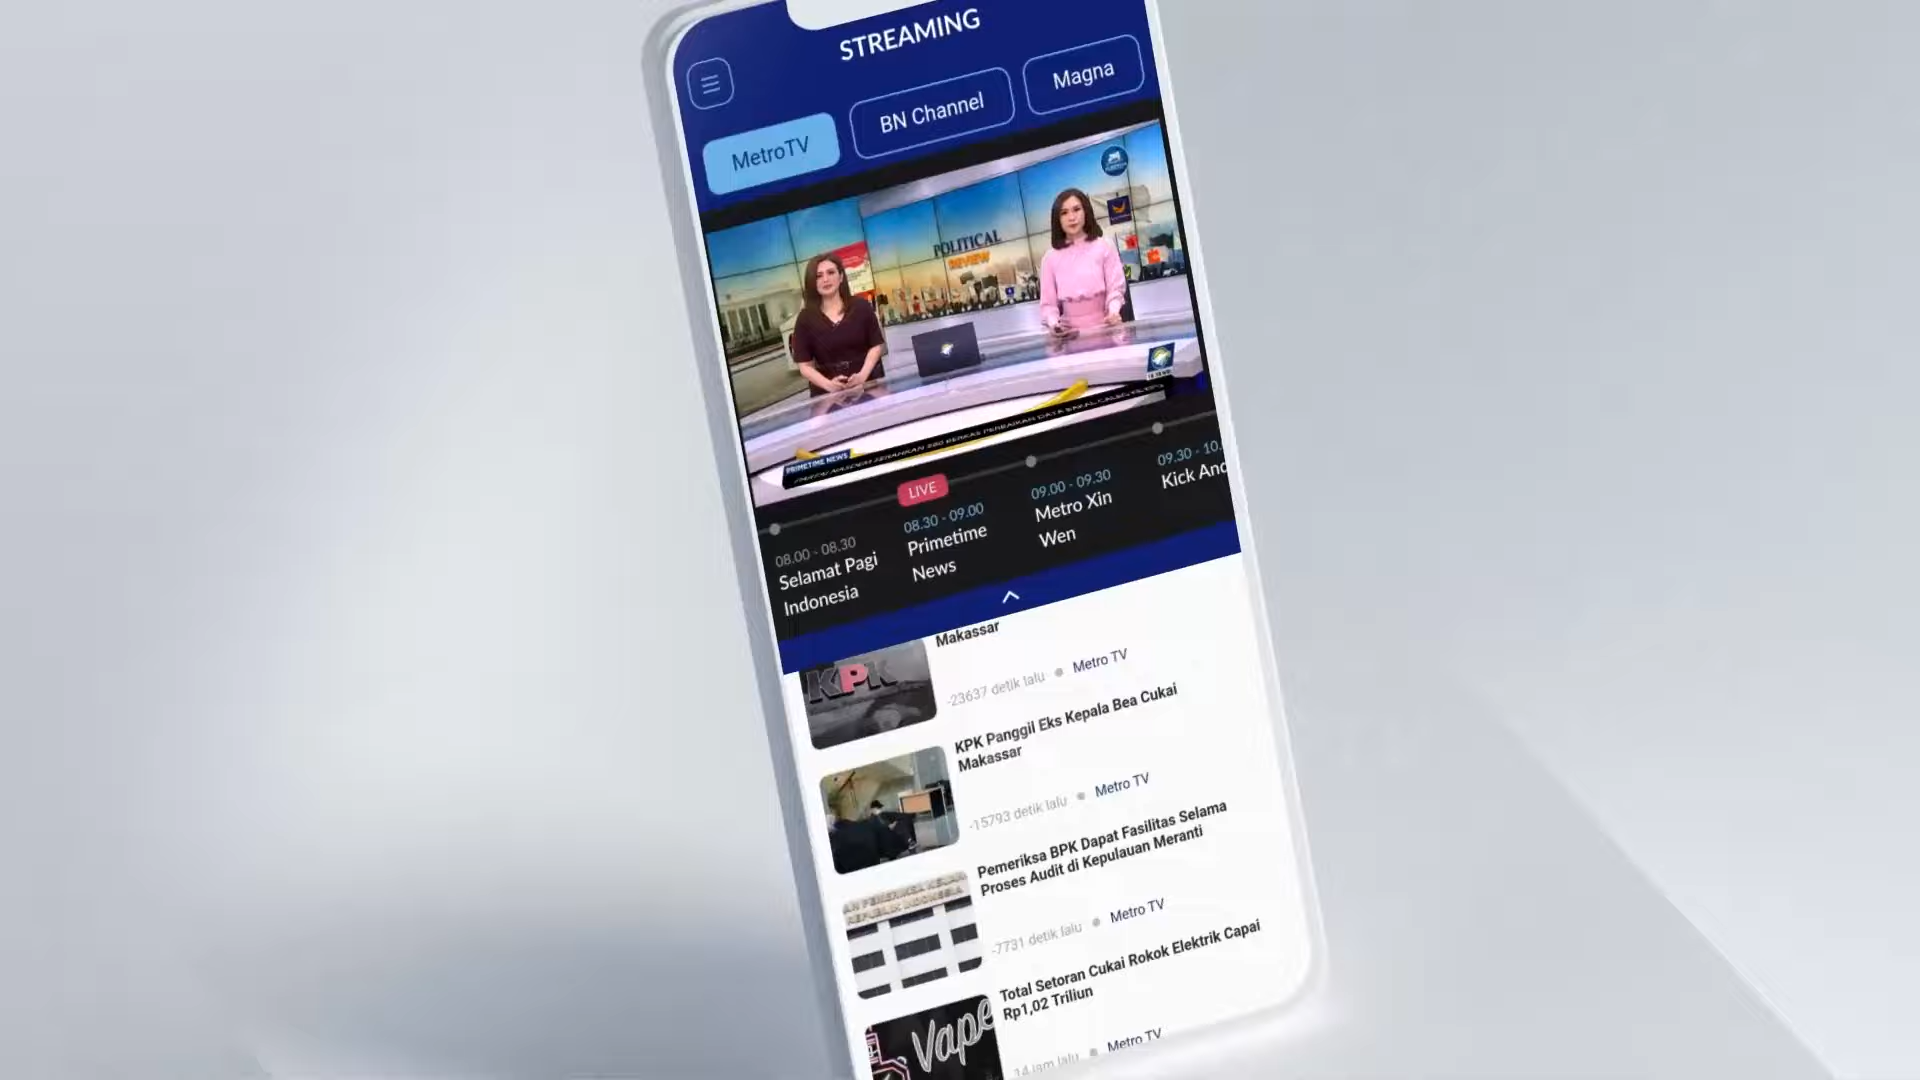 STREAMING
MetroTV
BN Channel
Magna
POLITICAL
REVIEW
PRIMETIME NEWS
LIVE
08.00 - 08.30
Selamat Pagi
Indonesia
08.30 - 09.00
Primetime
News
09.00 - 09.30
Metro Xin
Wen
09.30 - 10.
Kick And
Makassar
-23637 detik lalu
Metro TV
KPK
KPK Panggil Eks Kepala Bea Cukai
Makassar
-15793 detik lalu
Metro TV
Pemeriksa BPK Dapat Fasilitas Selama
Proses Audit di Kepulauan Meranti
-7731 detik lalu
Metro TV
REPUBLIK INDONESIA
Total Setoran Cukai Rokok Elektrik Capai
Rp1,02 Triliun
14 jam lalu
Metro TV
Vape